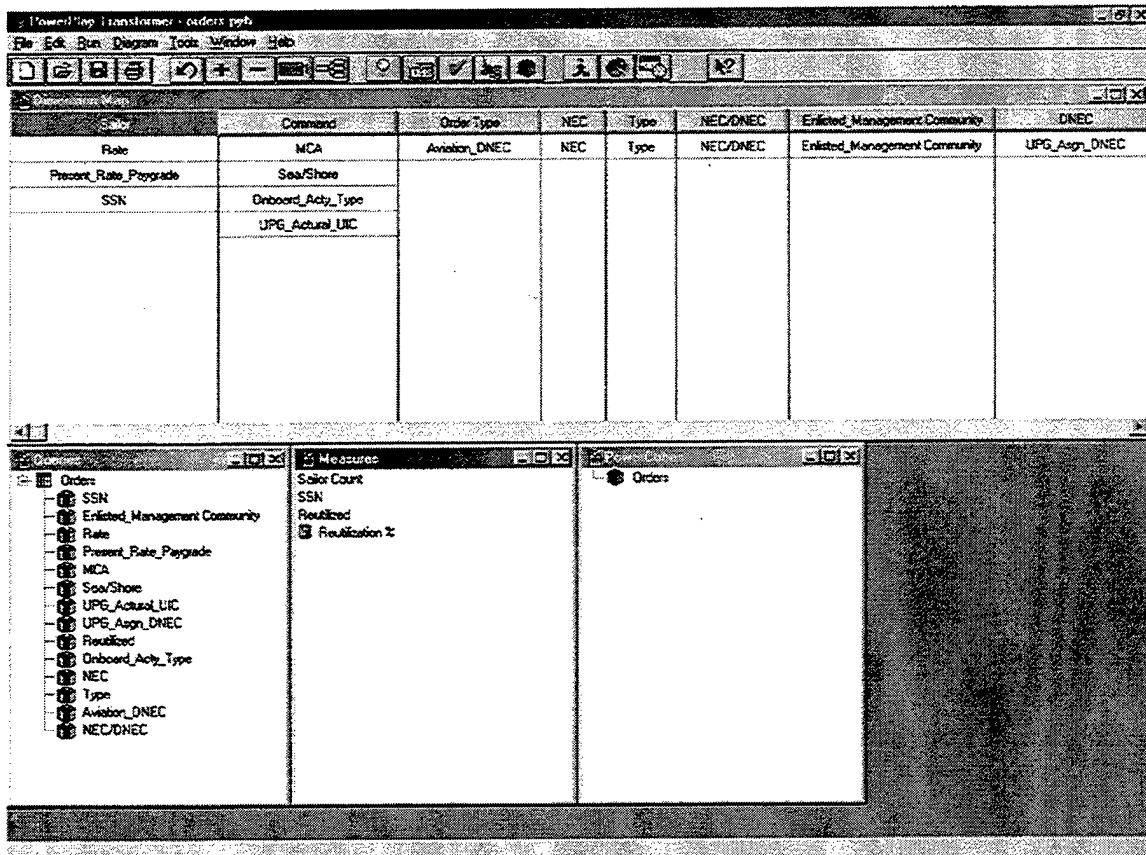 PowerPlay Transformer - orders.pyh
File Edit Run Diagram Tools Window Help
Dimension Map
Sailor Command Order Type NEC Type NEC/DNEC Enlisted_Management Community DNEC
Rate MCA Aviation_DNEC NEC Type NEC/DNEC Enlisted_Management Community UPG_Asgn_DNEC
Present_Rate_Paygrade Sea/Shore
SSN Onboard_Acty_Type
UPG_Actural_UIC
Measures
Orders
SSN
Enlisted_Management Community
Rate
Present_Rate_Paygrade
MCA
Sea/Shore
UPG_Actural_UIC
UPG_Asgn_DNEC
Reutilized
Onboard_Acty_Type
NEC
Type
Aviation_DNEC
NEC/DNEC
Sailor Count
SSN
Reutilized
Reutilization %
Orders